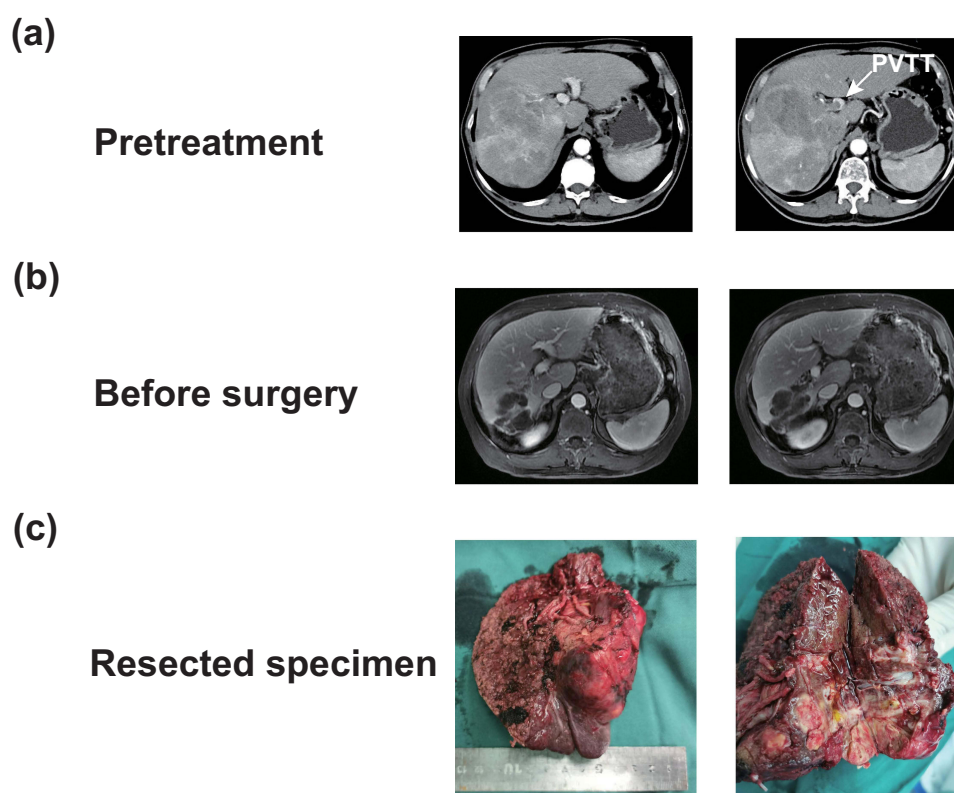 (a)
PVTT
Pretreatment
(b)
Before surgery
(c)
Resected specimen